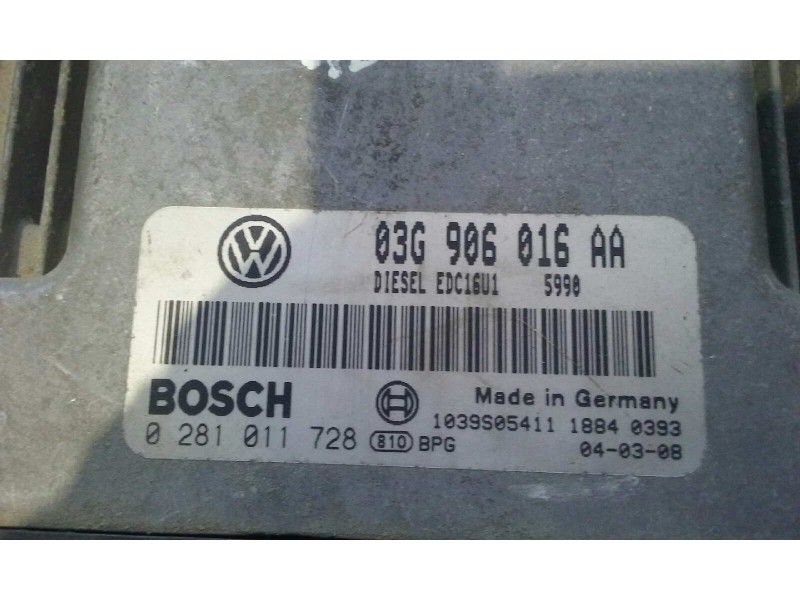 03G 906 016 AA
DIESEL EDC16U1 5990
BOSCH
Made in Germany
1039S05411 1884 0393
0 281 011 728 810 BPG
04-03-08